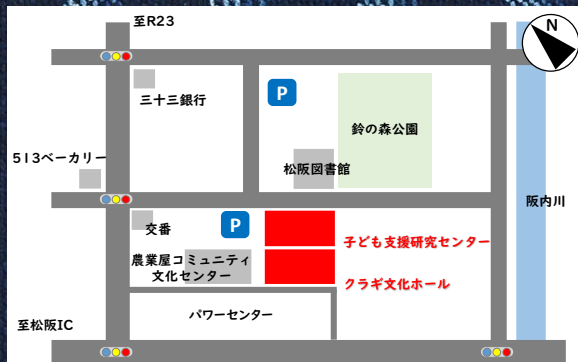 至R23
N
三十三銀行
P
鈴の森公園
513ベーカリー
松阪図書館
阪内川
交番
P
子ども支援研究センター
農業屋コミュニティ
文化センター
クラギ文化ホール
パワーセンター
至松阪IC